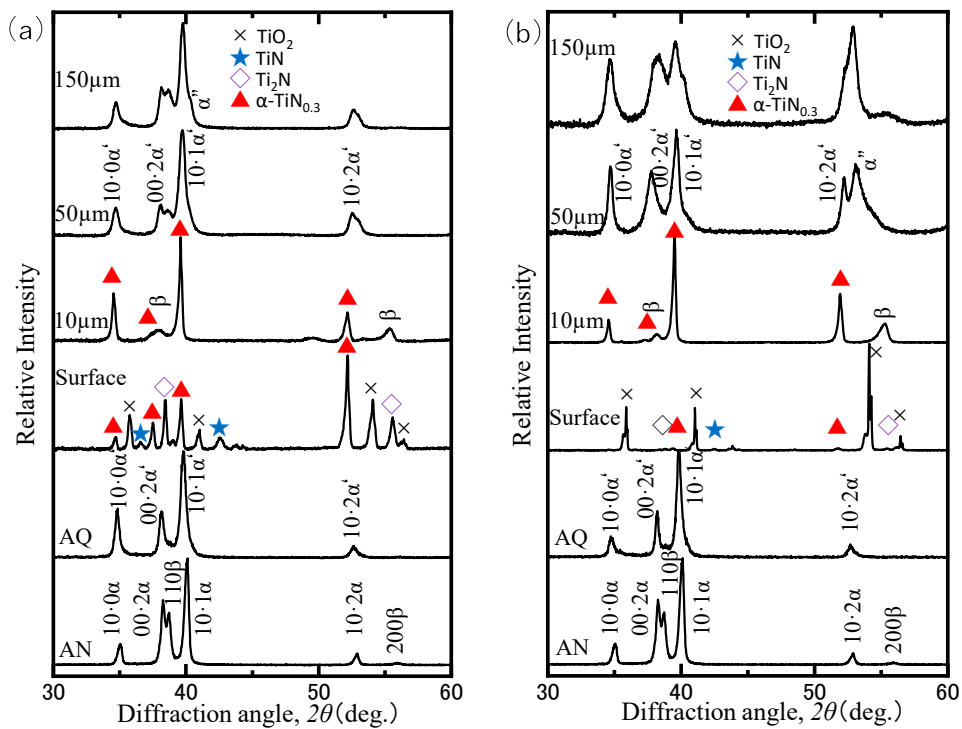 (a)
× TiO2
★ TiN
◇ Ti2N
▲ α-TiN0.3
150μm
α"
10·0α‘
00·2α‘
10·1α‘
10·2α‘
50μm
10μm
β
β
Surface
10·0α‘
00·2α‘
10·1α‘
10·2α‘
AQ
10·0α
00·2α
110β
10·1α
10·2α
200β
AN
Relative Intensity
30 40 50 60
Diffraction angle, 2θ(deg.)
(b)
× TiO2
★ TiN
◇ Ti2N
▲ α-TiN0.3
150μm
10·0α‘
00·2α‘
10·1α‘
10·2α‘
α"
50μm
10μm
β
β
Surface
10·0α‘
00·2α‘
10·1α
10·2α‘
AQ
10·0α
00·2α
110β
10·1α
10·2α
200β
AN
Relative Intensity
30 40 50 60
Diffraction angle, 2θ(deg.)